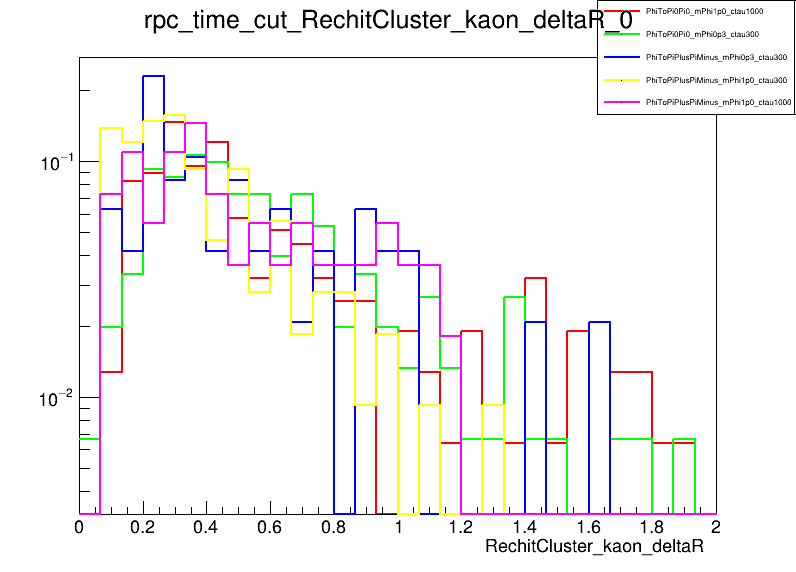 rpc_time_cut_RechitCluster_kaon_deltaR_0
PhiToPi0Pi0_mPhi1p0_ctau1000
PhiToPi0Pi0_mPhi0p3_ctau300
PhiToPiPlusPiMinus_mPhi0p3_ctau300
PhiToPiPlusPiMinus_mPhi1p0_ctau300
PhiToPiPlusPiMinus_mPhi1p0_ctau1000
10⁻¹
10⁻²
0 0.2 0.4 0.6 0.8 1 1.2 1.4 1.6 1.8 2
RechitCluster_kaon_deltaR